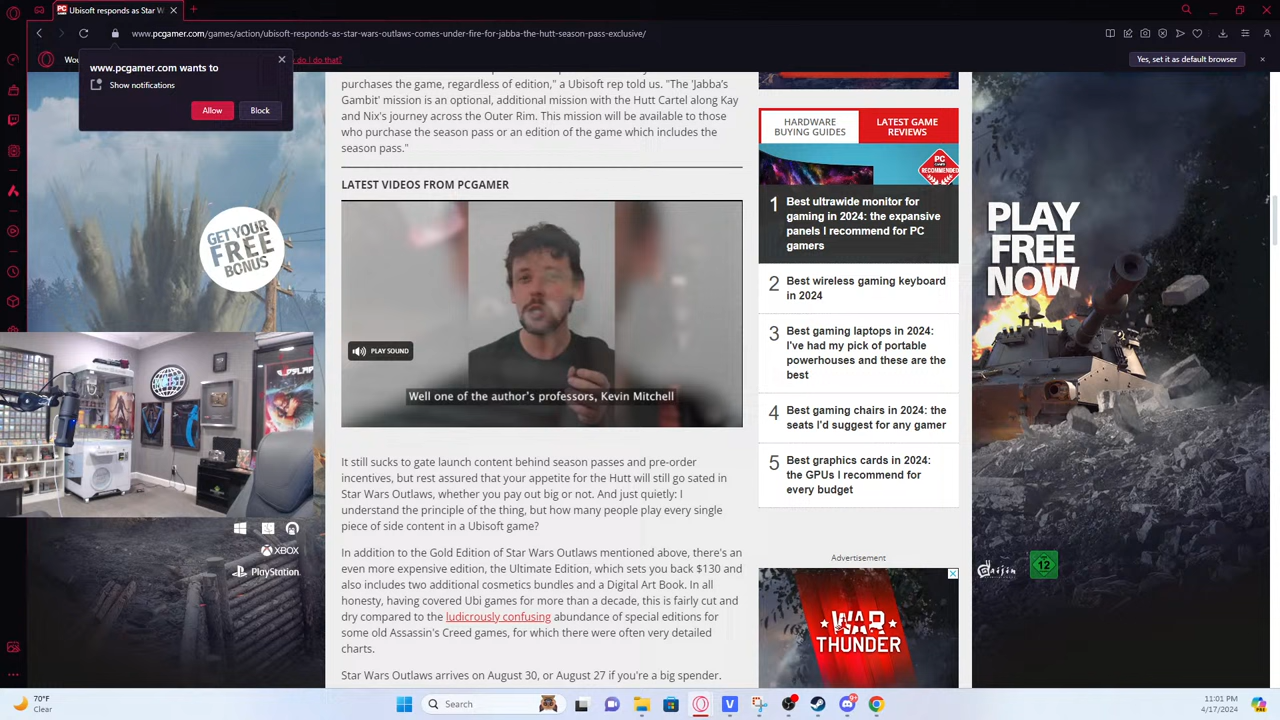 Ubisoft responds as Star W
www.pcgamer.com/games/action/ubisoft-responds-as-star-wars-outlaws-comes-under-fire-for-jabba-the-hutt-season-pass-exclusive/
Wou
do I do that?
Yes, set it as default browser
www.pcgamer.com wants to
Show notifications
Allow
Block
purchases the game, regardless of edition," a Ubisoft rep told us. "The 'Jabba's
Gambit' mission is an optional, additional mission with the Hutt Cartel along Kay
and Nix's journey across the Outer Rim. This mission will be available to those
who purchase the season pass or an edition of the game which includes the
season pass."
LATEST VIDEOS FROM PCGAMER
PLAY SOUND
Well one of the author's professors, Kevin Mitchell
It still sucks to gate launch content behind season passes and pre-order
incentives, but rest assured that your appetite for the Hutt will still go sated in
Star Wars Outlaws, whether you pay out big or not. And just quietly: I
understand the principle of the thing, but how many people play every single
piece of side content in a Ubisoft game?
In addition to the Gold Edition of Star Wars Outlaws mentioned above, there's an
even more expensive edition, the Ultimate Edition, which sets you back $130 and
also includes two additional cosmetics bundles and a Digital Art Book. In all
honesty, having covered Ubi games for more than a decade, this is fairly cut and
dry compared to the ludicrously confusing abundance of special editions for
some old Assassin's Creed games, for which there were often very detailed
charts.
Star Wars Outlaws arrives on August 30, or August 27 if you're a big spender.
HARDWARE
BUYING GUIDES
LATEST GAME
REVIEWS
PC
GAMER
RECOMMENDED
1
Best ultrawide monitor for
gaming in 2024: the expansive
panels I recommend for PC
gamers
2
Best wireless gaming keyboard
in 2024
3
Best gaming laptops in 2024:
I've had my pick of portable
powerhouses and these are the
best
4
Best gaming chairs in 2024: the
seats I'd suggest for any gamer
5
Best graphics cards in 2024:
the GPUs I recommend for
every budget
Advertisement
WAR
THUNDER
GET YOUR
FREE
BONUS
XBOX
PlayStation
PLAY
FREE
NOW
Gaijin
12
70°F
Clear
Search
11:01 PM
4/17/2024